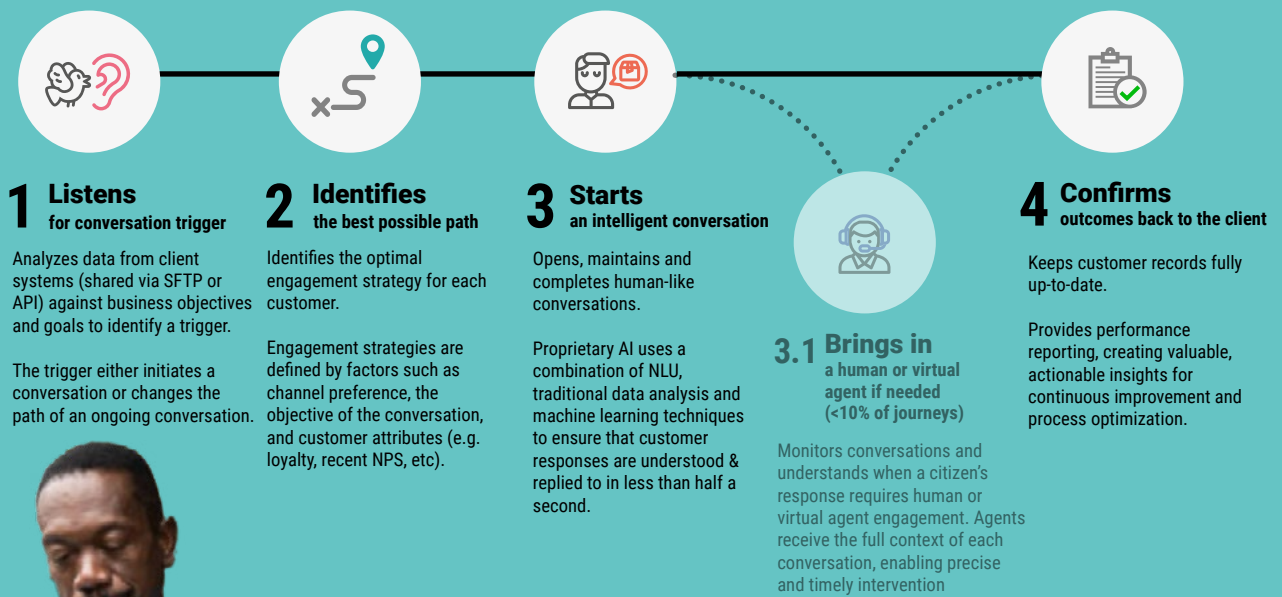 1 Listens
for conversation trigger
Analyzes data from client
systems (shared via SFTP or
API) against business objectives
and goals to identify a trigger.
The trigger either initiates a
conversation or changes the
path of an ongoing conversation.
2 Identifies
the best possible path
Identifies the optimal
engagement strategy for each
customer.
Engagement strategies are
defined by factors such as
channel preference, the
objective of the conversation,
and customer attributes (e.g.
loyalty, recent NPS, etc).
3 Starts
an intelligent conversation
Opens, maintains and
completes human-like
conversations.
Proprietary AI uses a
combination of NLU,
traditional data analysis and
machine learning techniques
to ensure that customer
responses are understood &
replied to in less than half a
second.
3.1 Brings in
a human or virtual
agent if needed
(<10% of journeys)
Monitors conversations and
understands when a citizen's
response requires human or
virtual agent engagement. Agents
receive the full context of each
conversation, enabling precise
and timely intervention
4 Confirms
outcomes back to the client
Keeps customer records fully
up-to-date.
Provides performance
reporting, creating valuable,
actionable insights for
continuous improvement and
process optimization.